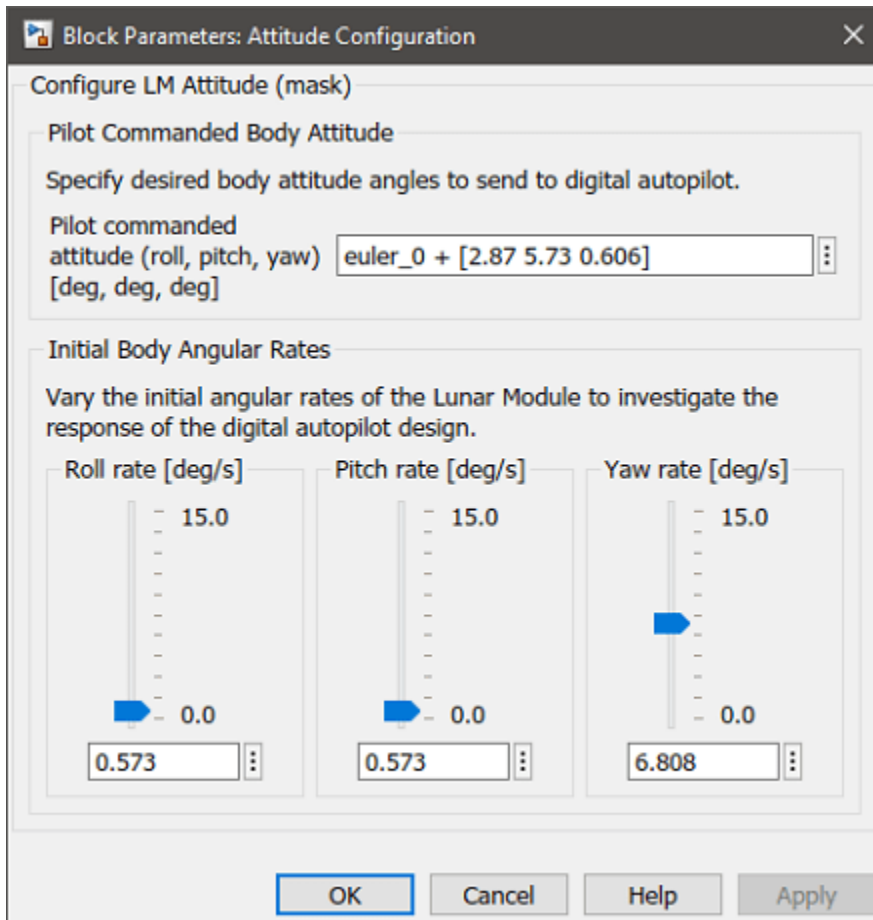 Block Parameters: Attitude Configuration
Configure LM Attitude (mask)
Pilot Commanded Body Attitude
Specify desired body attitude angles to send to digital autopilot.
Pilot commanded
attitude (roll, pitch, yaw)
[deg, deg, deg]
euler_0 + [2.87 5.73 0.606]
Initial Body Angular Rates
Vary the initial angular rates of the Lunar Module to investigate the
response of the digital autopilot design.
Roll rate [deg/s]
15.0
0.0
0.573
Pitch rate [deg/s]
15.0
0.0
0.573
Yaw rate [deg/s]
15.0
0.0
6.808
OK
Cancel
Help
Apply